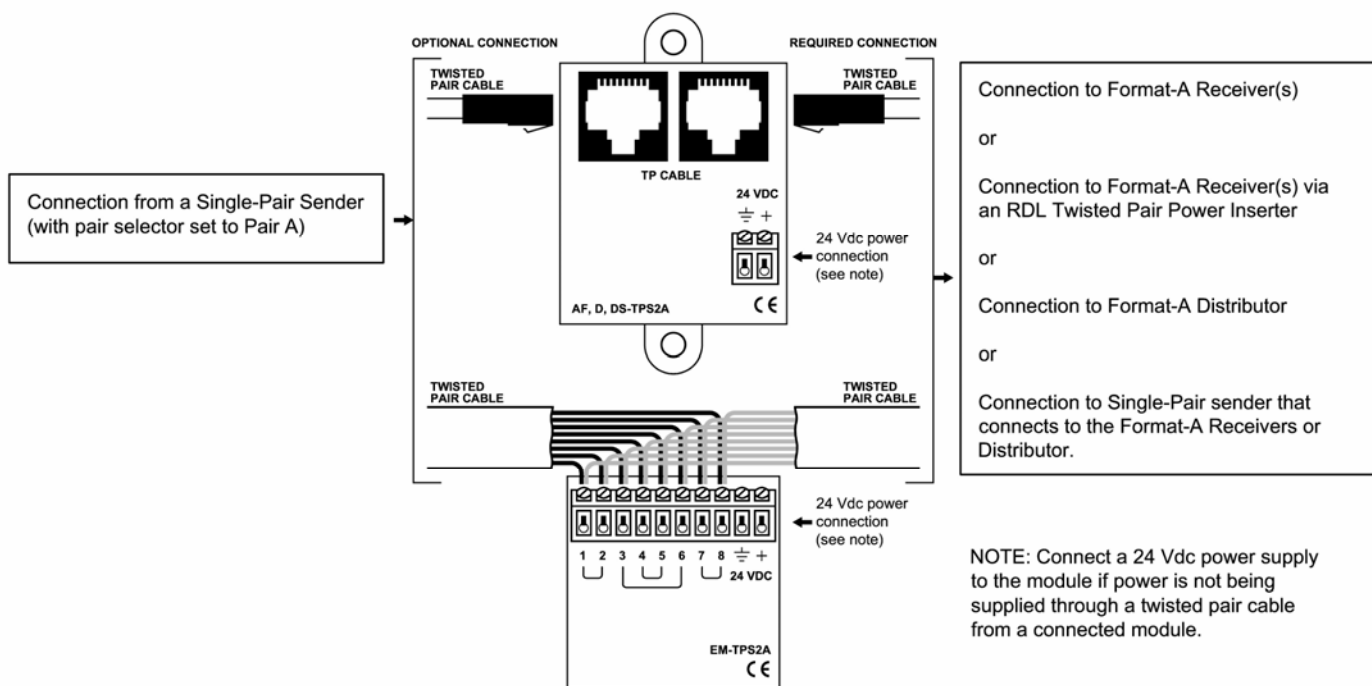 OPTIONAL CONNECTION
REQUIRED CONNECTION
TWISTED
PAIR CABLE
TWISTED
PAIR CABLE
TP CABLE
24 VDC
+
24 Vdc power
connection
(see note)
AF, D, DS-TPS2A
CE
Connection from a Single-Pair Sender
(with pair selector set to Pair A)
Connection to Format-A Receiver(s)
or
Connection to Format-A Receiver(s) via
an RDL Twisted Pair Power Inserter
or
Connection to Format-A Distributor
or
Connection to Single-Pair sender that
connects to the Format-A Receivers or
Distributor.
TWISTED
PAIR CABLE
TWISTED
PAIR CABLE
24 Vdc power
connection
(see note)
1 2 3 4 5 6 7 8 +
24 VDC
EM-TPS2A
CE
NOTE: Connect a 24 Vdc power supply
to the module if power is not being
supplied through a twisted pair cable
from a connected module.